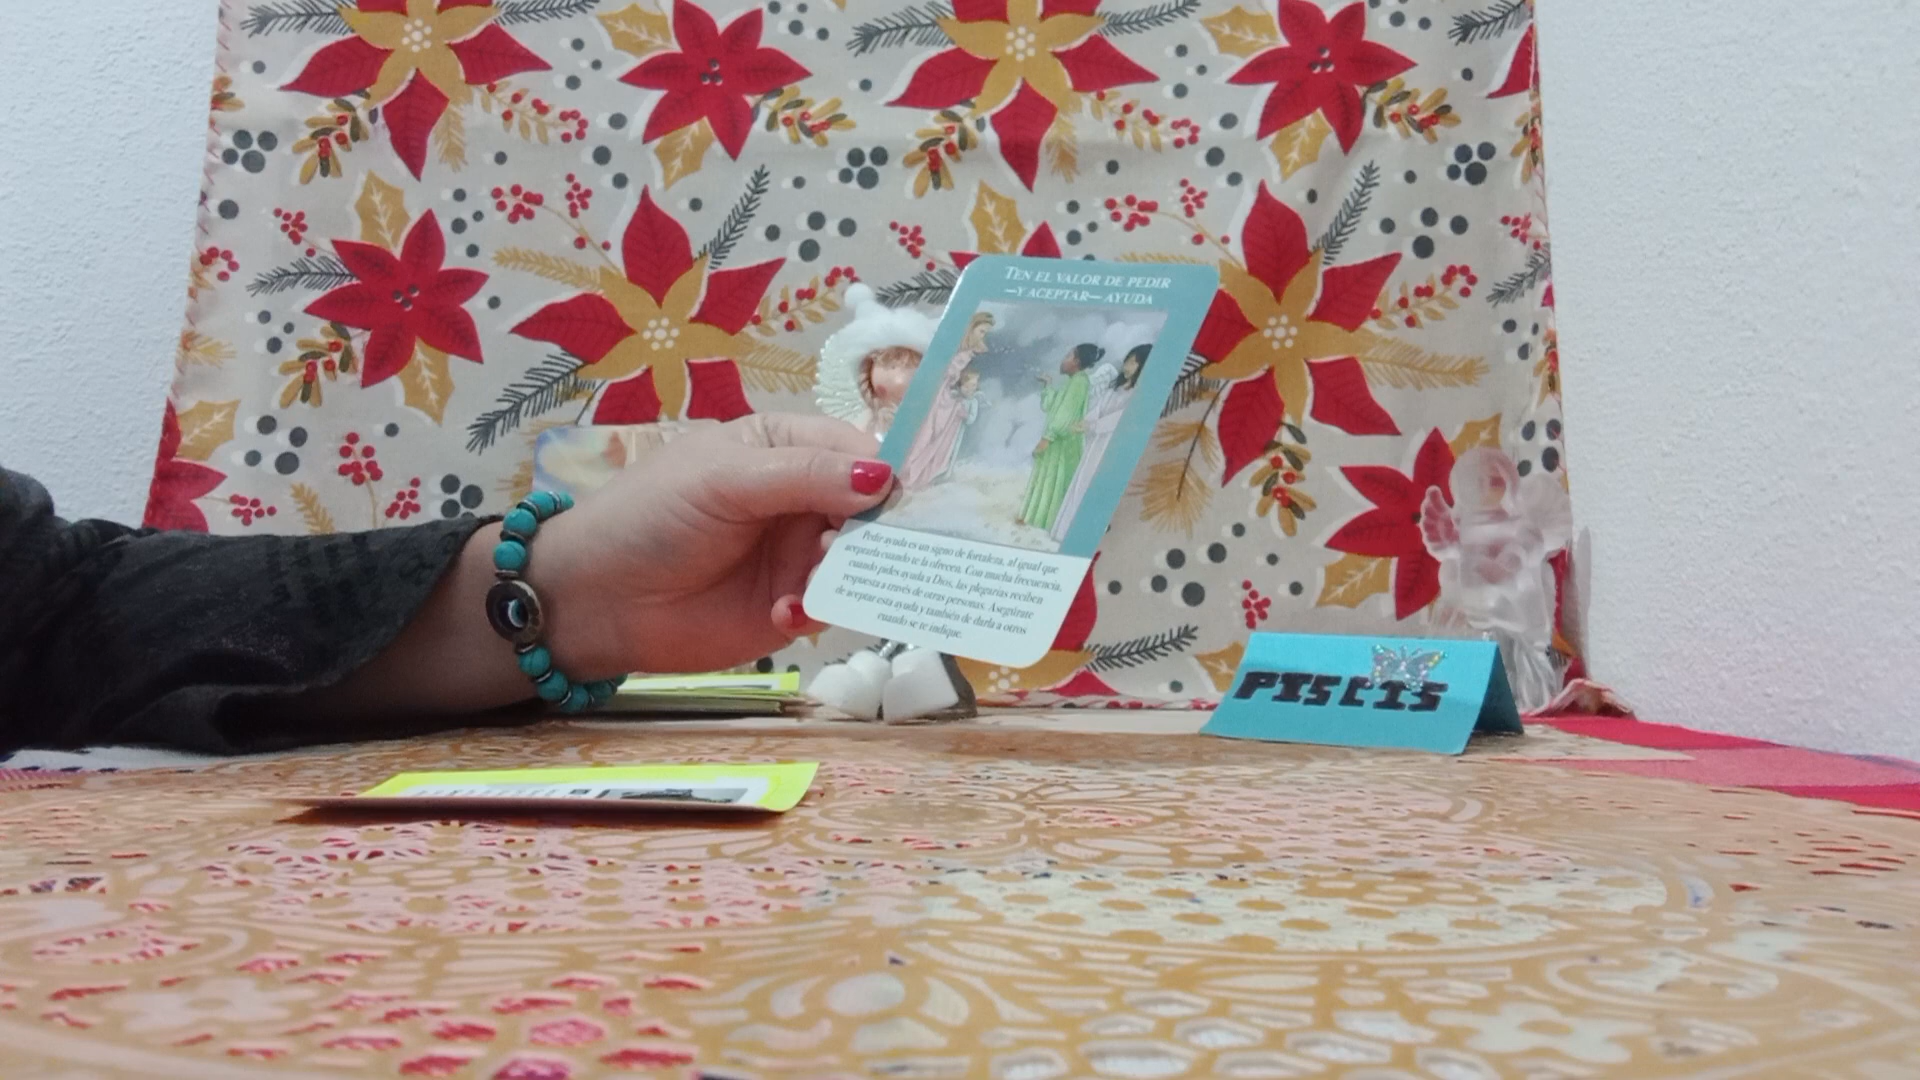 TEN EL VALOR DE PEDIR
—Y ACEPTAR— AYUDA
Pedir ayuda es un signo de fortaleza, al igual que
aceptarla cuando te la ofrecen. Con mucha frecuencia,
cuando pides ayuda a Dios, las plegarias reciben
respuesta a través de otras personas. Asegúrate
de aceptar esta ayuda y también de darla a otros
cuando se te indique.
PISCIS